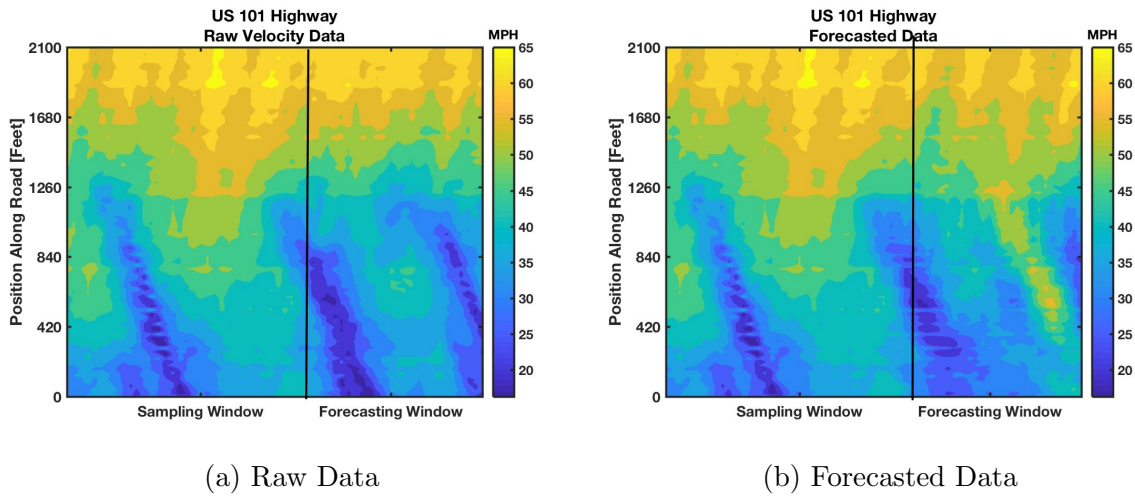 US 101 Highway
Raw Velocity Data
MPH
Position Along Road [Feet]
2100
1680
1260
840
420
0
65
60
55
50
45
40
35
30
25
20
Sampling Window
Forecasting Window
(a) Raw Data
US 101 Highway
Forecasted Data
MPH
Position Along Road [Feet]
2100
1680
1260
840
420
0
65
60
55
50
45
40
35
30
25
20
Sampling Window
Forecasting Window
(b) Forecasted Data